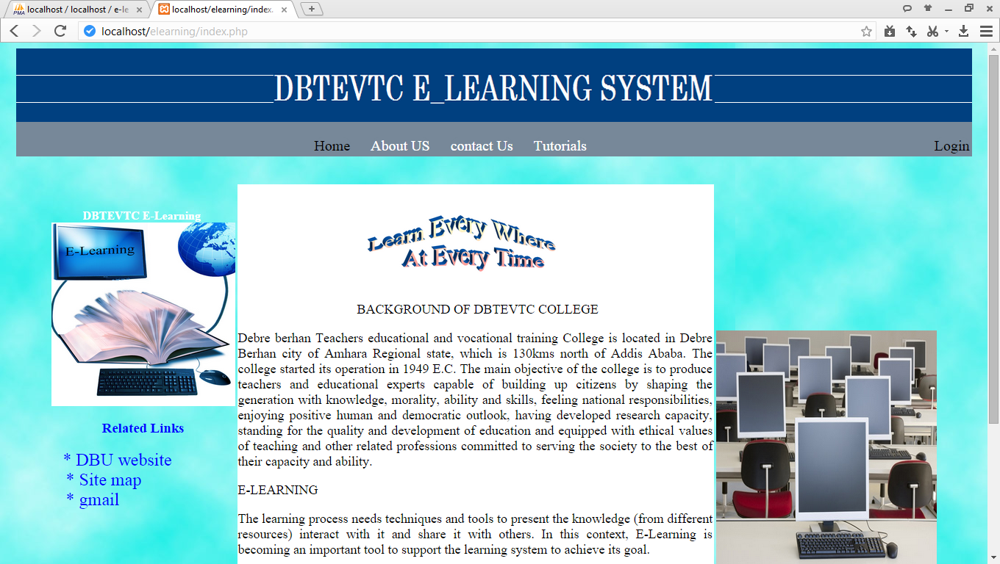 localhost / localhost / e-le
localhost/elearning/index.
localhost/elearning/index.php
DBTEVTC E_LEARNING SYSTEM
Home About US contact Us Tutorials Login
DBTEVTC E-Learning
E-Learning
Related Links
* DBU website
* Site map
* gmail
Learn Every Where
At Every Time
BACKGROUND OF DBTEVTC COLLEGE
Debre berhan Teachers educational and vocational training College is located in Debre
Berhan city of Amhara Regional state, which is 130kms north of Addis Ababa. The
college started its operation in 1949 E.C. The main objective of the college is to produce
teachers and educational experts capable of building up citizens by shaping the
generation with knowledge, morality, ability and skills, feeling national responsibilities,
enjoying positive human and democratic outlook, having developed research capacity,
standing for the quality and development of education and equipped with ethical values
of teaching and other related professions committed to serving the society to the best of
their capacity and ability.
E-LEARNING
The learning process needs techniques and tools to present the knowledge (from different
resources) interact with it and share it with others. In this context, E-Learning is
becoming an important tool to support the learning system to achieve its goal.